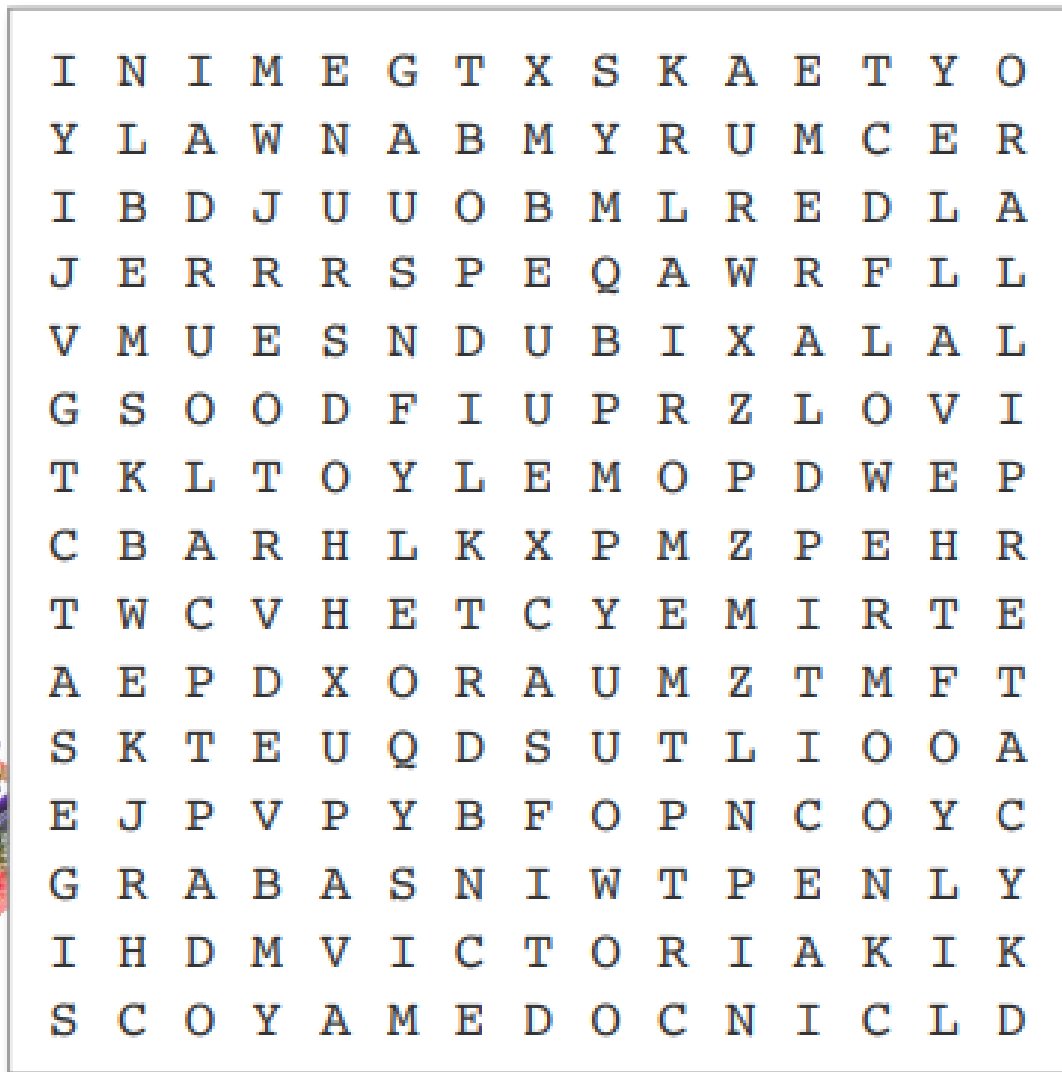 I N I M E G T X S K A E T Y O
Y L A W N A B M Y R U M C E R
I B D J U U O B M L R E D L A
J E R R R S P E Q A W R F L L
V M U E S N D U B I X A L A L
G S O O D F I U P R Z L O V I
T K L T O Y L E M O P D W E P
C B A R H L K X P M Z P E H R
T W C V H E T C Y E M I R T E
A E P D X O R A U M Z T M F T
S K T E U Q D S U T L I O O A
E J P V P Y B F O P N C O Y C
G R A B A S N I W T P E N L Y
I H D M V I C T O R I A K I K
S C O Y A M E D O C N I C L D